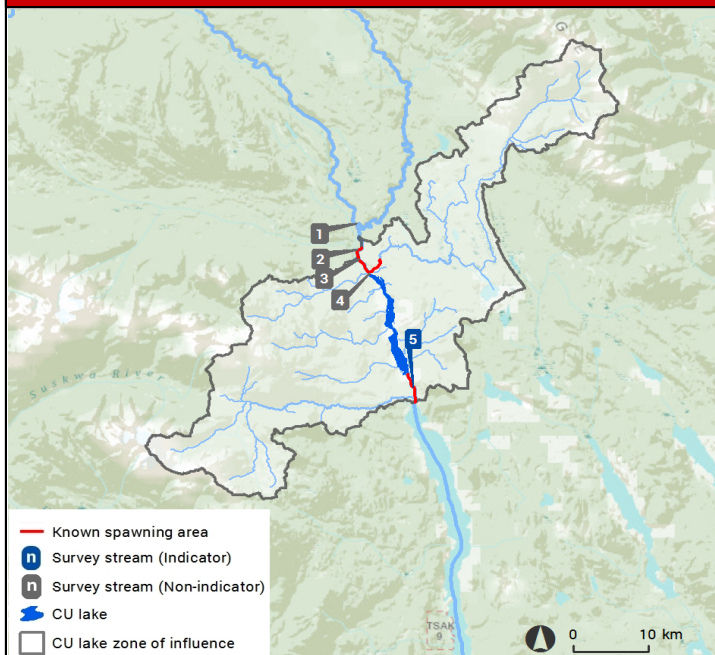 G
1
2
3
4
5
Suskwa River
Known spawning area
n Survey stream (Indicator)
n Survey stream (Non-indicator)
CU lake
CU lake zone of influence
TSAK
9
0 10 km